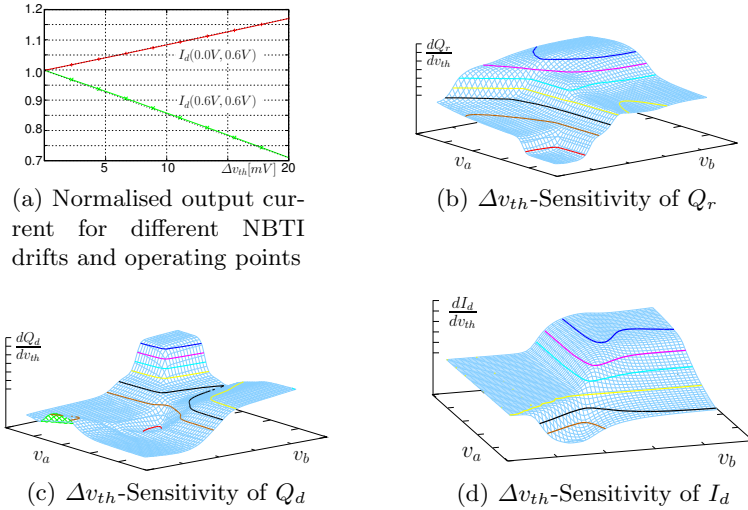 1.2
1.1
1.0
0.9
0.8
0.7
I_d(0.0V, 0.6V)
I_d(0.6V, 0.6V)
5 10 Δv_th[mV] 20
(a) Normalised output cur-
rent for different NBTI
drifts and operating points
dQ_r
dv_th
v_a
v_b
(b) Δv_th-Sensitivity of Q_r
dQ_d
dv_th
v_a
v_b
(c) Δv_th-Sensitivity of Q_d
dI_d
dv_th
v_a
v_b
(d) Δv_th-Sensitivity of I_d